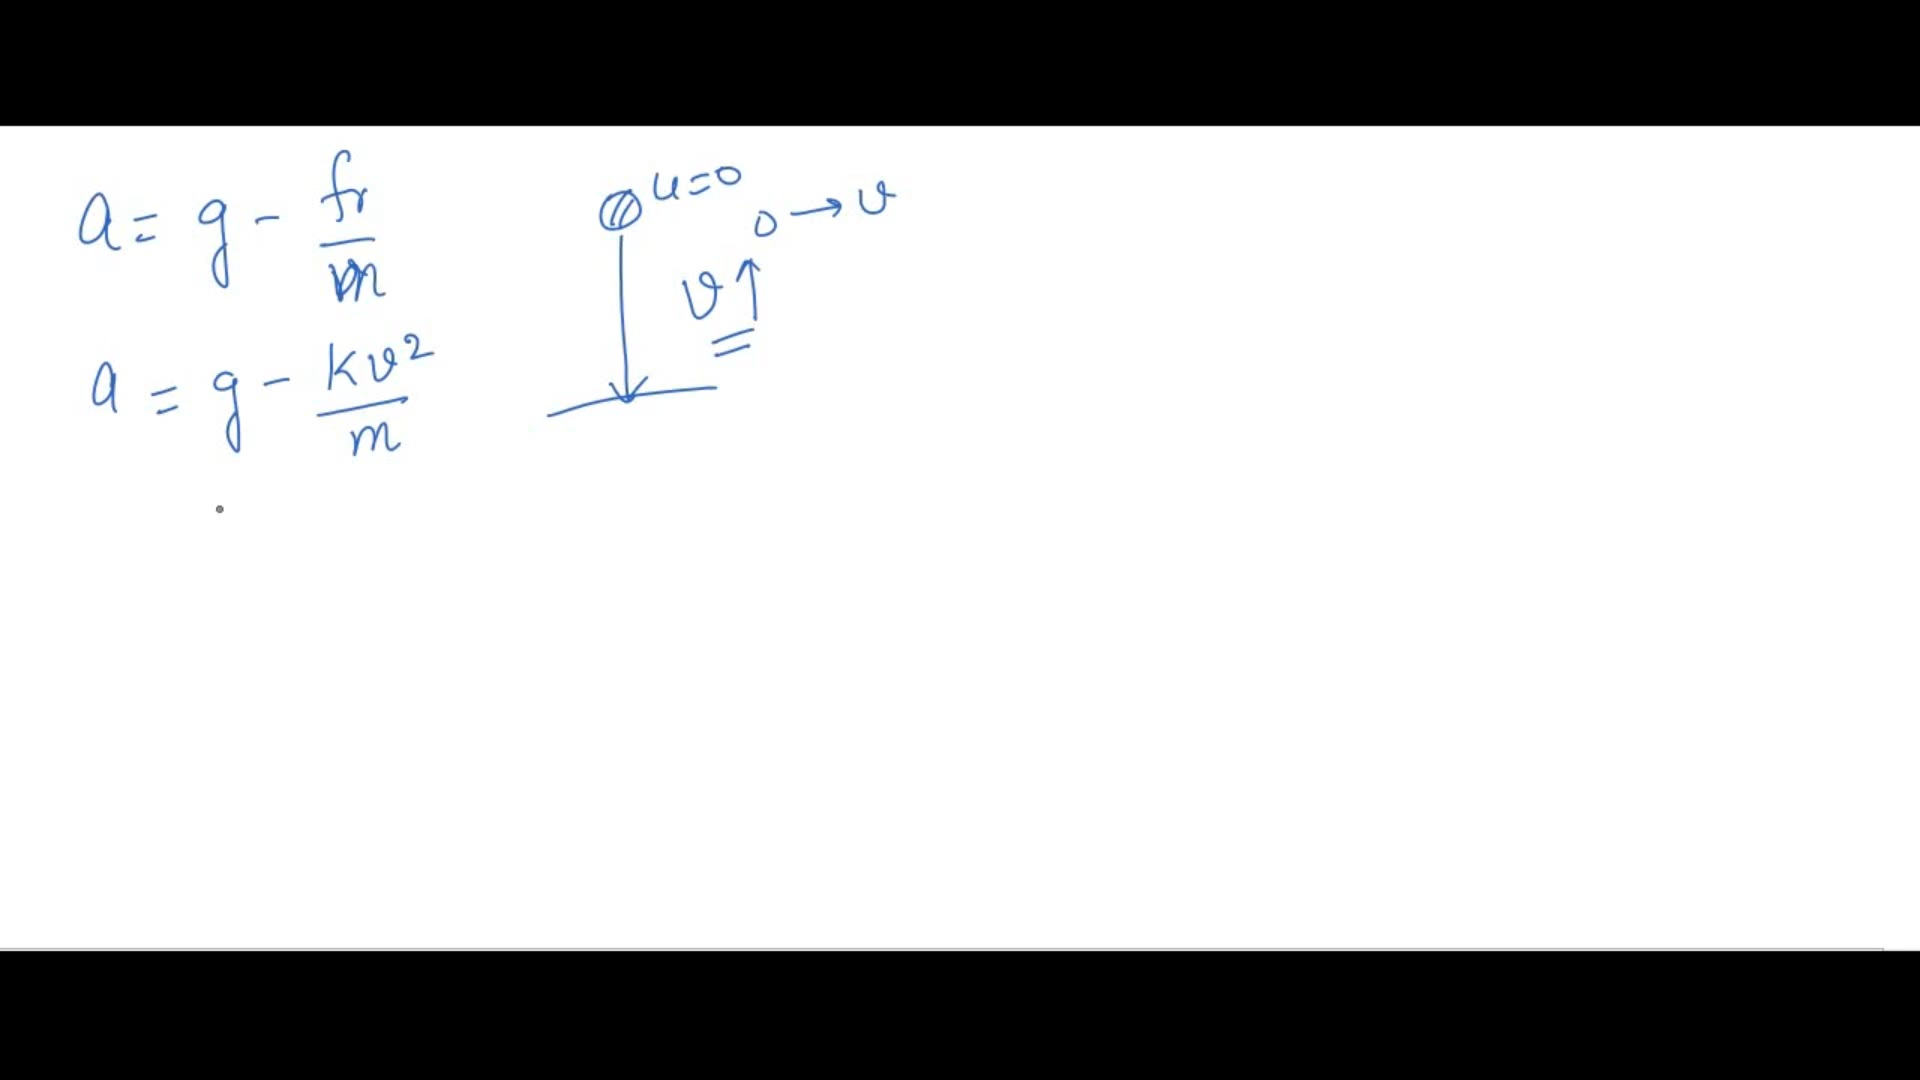 a = g - fr/m
u=0
0 → v
v↑
a = g - kv²/m